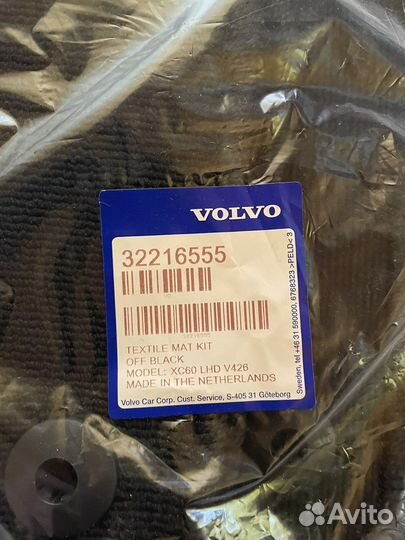 VOLVO
32216555
TEXTILE MAT KIT
OFF BLACK
MODEL: XC60 LHD V426
MADE IN THE NETHERLANDS
Volvo Car Corp. Cust. Service, S-405 31 Göteborg
Sweden, tel +46 31 590000, 6768323 >PELD< 3
Avito